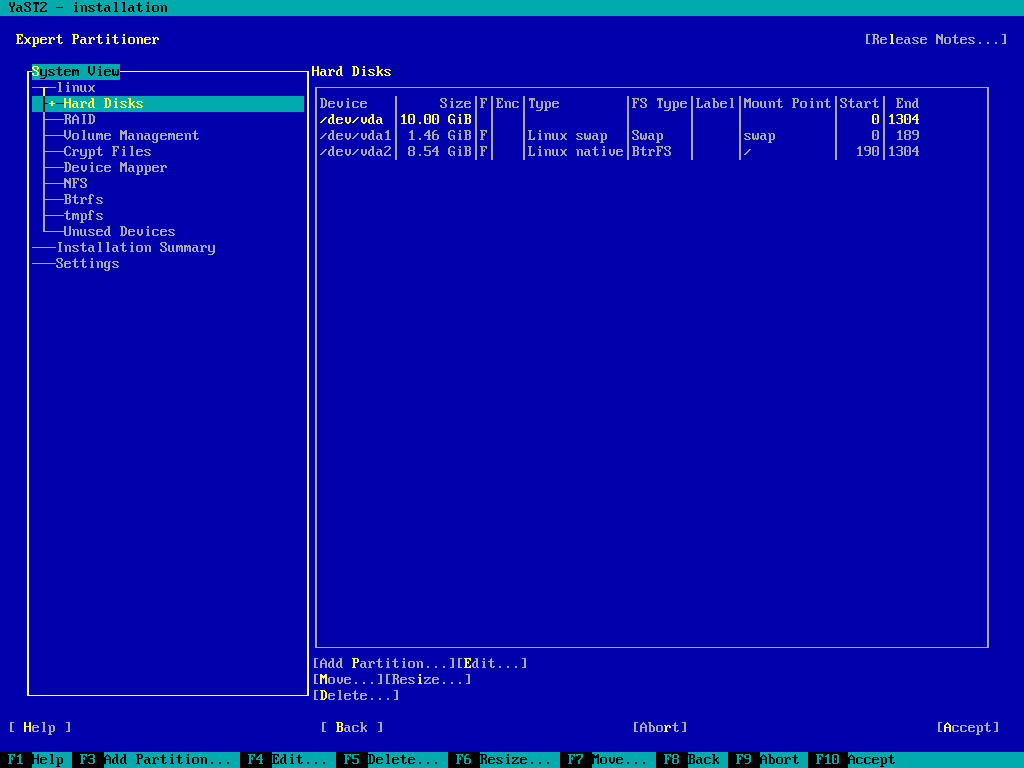 YaST2 - installation
Expert Partitioner [Release Notes...]
System View
linux
+ Hard Disks
RAID
Volume Management
Crypt Files
Device Mapper
NFS
Btrfs
tmpfs
Unused Devices
Installation Summary
Settings
Hard Disks
Device | Size|F|Enc|Type |FS Type|Label|Mount Point|Start| End
/dev/vda |10.00 GiB| | | | | | | 0|1304
/dev/vda1| 1.46 GiB|F| |Linux swap |Swap | |swap | 0| 189
/dev/vda2| 8.54 GiB|F| |Linux native|BtrFS | |/ | 190|1304
[Add Partition...][Edit...]
[Move...][Resize...]
[Delete...]
[ Help ] [ Back ] [Abort] [Accept]
F1 Help F3 Add Partition... F4 Edit... F5 Delete... F6 Resize... F7 Move... F8 Back F9 Abort F10 Accept